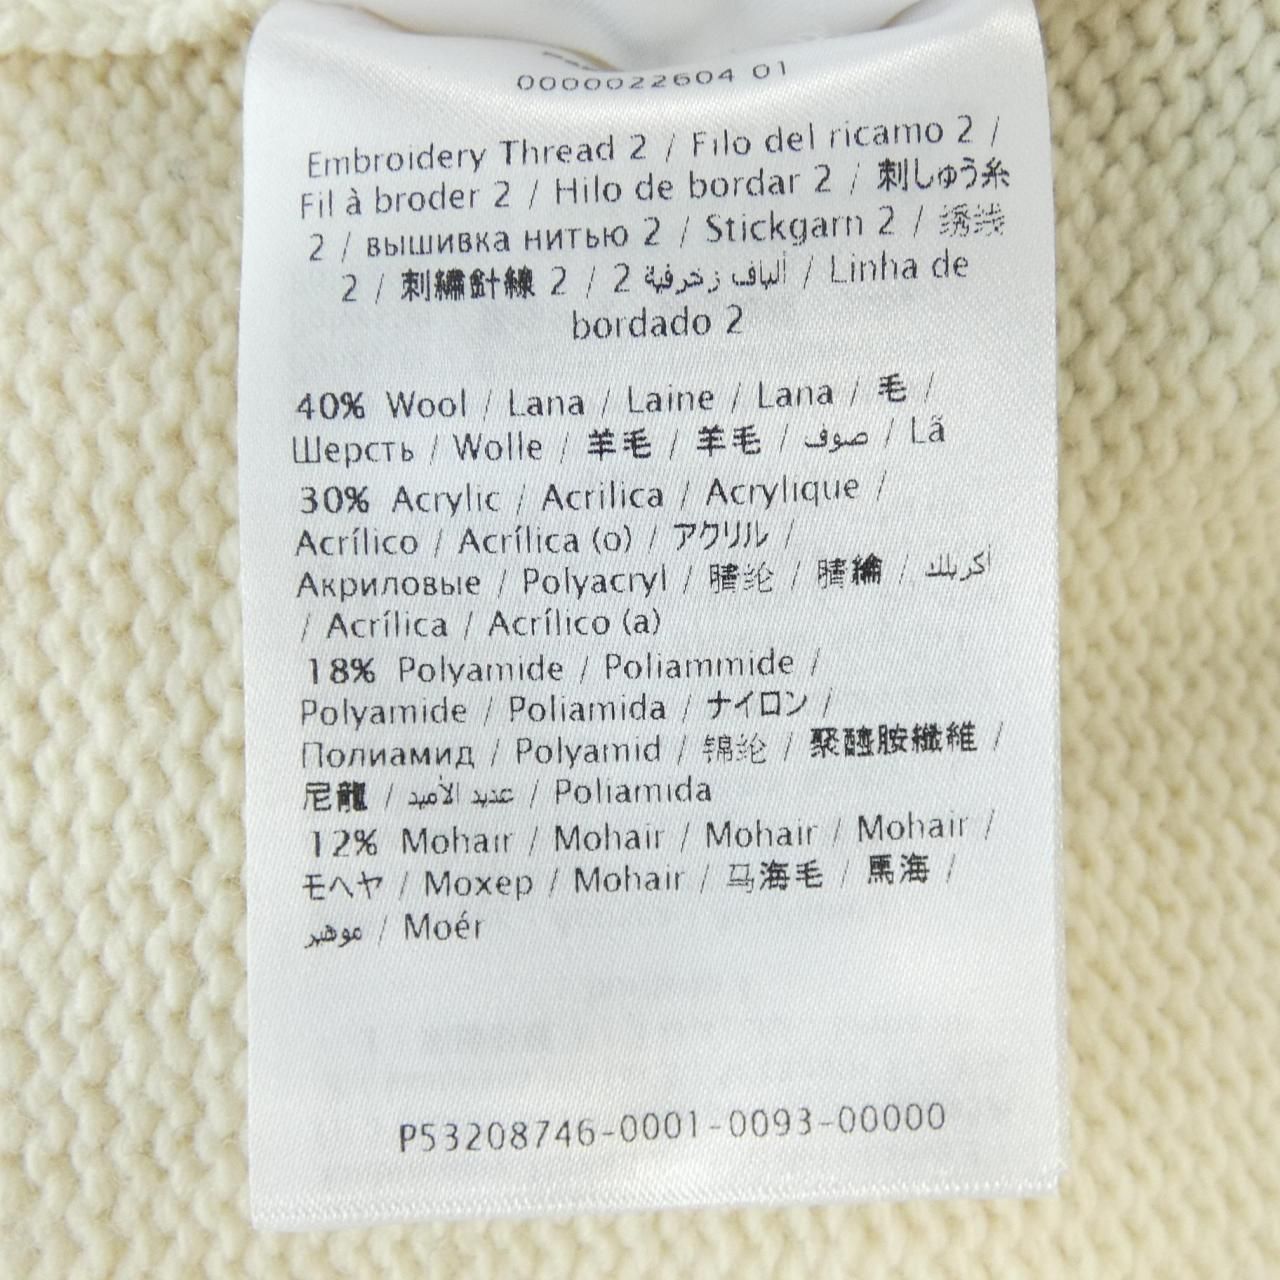 0000022604 01
Embroidery Thread 2 / Filo del ricamo 2 /
Fil à broder 2 / Hilo de bordar 2 / 刺しゅう糸
2 / вышивка нитью 2 / Stickgarn 2 / 绣线
2 / 刺繡針線 2 / 2 ألياف زخرفية / Linha de
bordado 2
40% Wool / Lana / Laine / Lana / 毛 /
Шерсть / Wolle / 羊毛 / 羊毛 / صوف / Lã
30% Acrylic / Acrilica / Acrylique /
Acrílico / Acrílica (o) / アクリル /
Акриловые / Polyacryl / 腈纶 / 腈綸 / أكريلك
/ Acrílica / Acrílico (a)
18% Polyamide / Poliammide /
Polyamide / Poliamida / ナイロン /
Полиамид / Polyamid / 锦纶 / 聚醯胺纖維 /
尼龍 / عديد الأميد / Poliamida
12% Mohair / Mohair / Mohair / Mohair /
モヘヤ / Мохер / Mohair / 马海毛 / 馬海 /
موهير / Moér
P53208746-0001-0093-00000